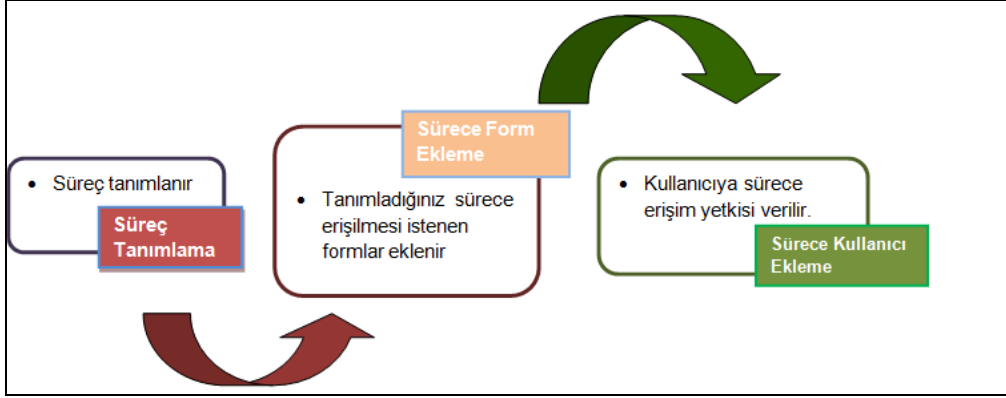 • Süreç tanımlanır
Süreç
Tanımlama
Sürece Form
Ekleme
• Tanımladığınız sürece
erişilmesi istenen
formlar eklenir
• Kullanıcıya sürece
erişim yetkisi verilir.
Sürece Kullanıcı
Ekleme